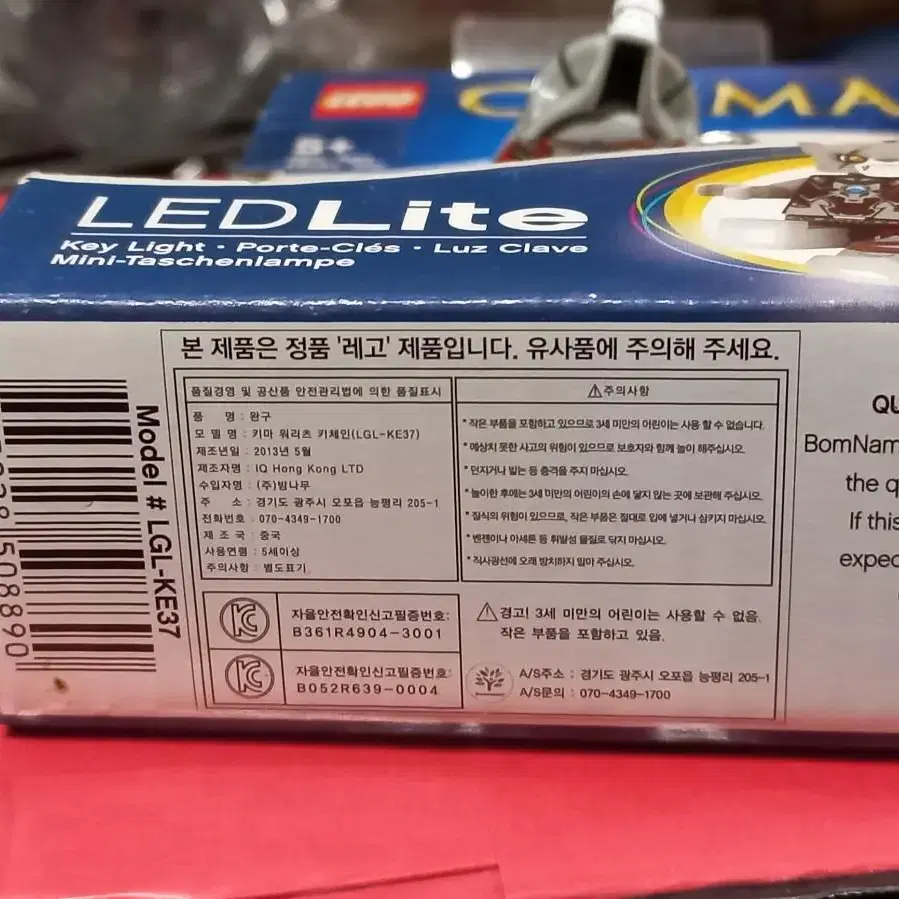 LEGO
MA
5+
LEDLite
Key Light · Porte-Clés · Luz Clave
Mini-Taschenlampe
본 제품은 정품 '레고' 제품입니다. 유사품에 주의해 주세요.
품질경영 및 공산품 안전관리법에 의한 품질표시
품 명 : 완구
모 델 명 : 키마 워리츠 키체인(LGL-KE37)
제조년일 : 2013년 5월
제조자명 : IQ Hong Kong LTD
수입자명 : (주)범나무
주 소 : 경기도 광주시 오포읍 능평리 205-1
전화번호 : 070-4349-1700
제 조 국 : 중국
사용연령 : 5세이상
주의사항 : 별도표기
⚠주의사항
* 작은 부품을 포함하고 있으므로 3세 미만의 어린이는 사용 할 수 없습니다.
* 예상치 못한 사고의 위험이 있으므로 보호자와 함께 놀이 해주십시오.
* 던지거나 밟는 등 충격을 주지 마십시오.
* 놀이한 후에는 3세 미만의 어린이의 손에 닿지 않는 곳에 보관해 주십시오.
* 질식의 위험이 있으므로, 작은 부품은 절대로 입에 넣거나 삼키지 마십시오.
* 벤젠이나 아세톤 등 휘발성 물질로 닦지 마십시오.
* 직사광선에 오래 방치하지 말아 주십시오.
자율안전확인신고필증번호:
B361R4904-3001
자율안전확인신고필증번호:
B052R639-0004
⚠경고! 3세 미만의 어린이는 사용할 수 없음.
작은 부품을 포함하고 있음.
A/S주소 : 경기도 광주시 오포읍 능평리 205-1
A/S문의 : 070-4349-1700
Model # LGL-KE37
508890
QU
BomNam
the q
If this
expec